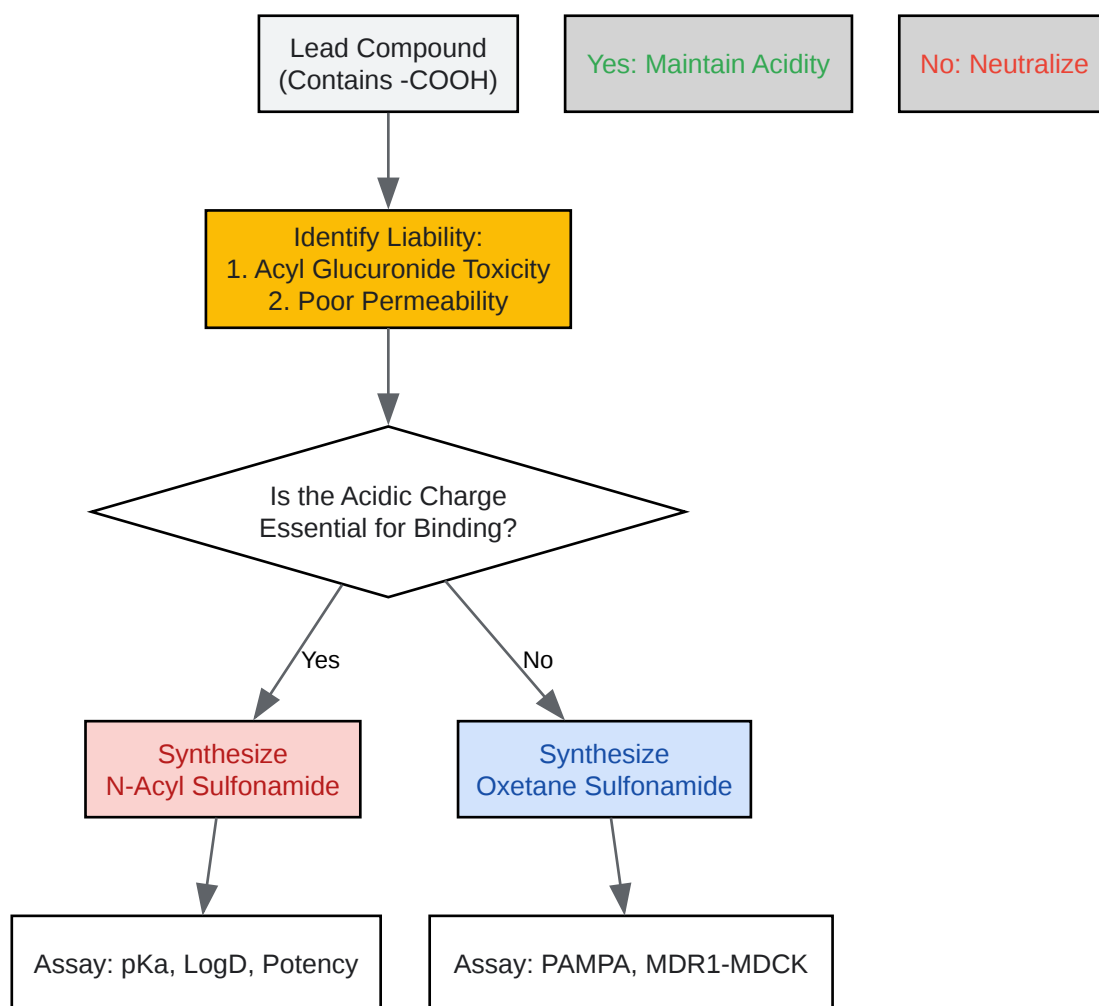 Lead Compound
(Contains -COOH)
Yes: Maintain Acidity
No: Neutralize
Identify Liability:
1. Acyl Glucuronide Toxicity
2. Poor Permeability
Is the Acidic Charge
Essential for Binding?
Yes
No
Synthesize
N-Acyl Sulfonamide
Synthesize
Oxetane Sulfonamide
Assay: pKa, LogD, Potency
Assay: PAMPA, MDR1-MDCK